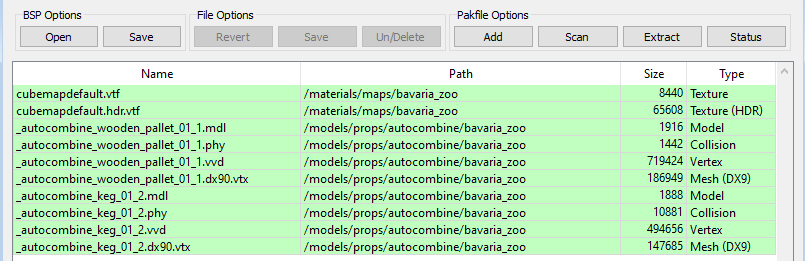 BSP Options File Options Pakfile Options
Open Save Revert Save Un/Delete Add Scan Extract Status
Name Path Size Type
cubemapdefault.vtf /materials/maps/bavaria_zoo 8440 Texture
cubemapdefault.hdr.vtf /materials/maps/bavaria_zoo 65608 Texture (HDR)
_autocombine_wooden_pallet_01_1.mdl /models/props/autocombine/bavaria_zoo 1916 Model
_autocombine_wooden_pallet_01_1.phy /models/props/autocombine/bavaria_zoo 1442 Collision
_autocombine_wooden_pallet_01_1.vvd /models/props/autocombine/bavaria_zoo 719424 Vertex
_autocombine_wooden_pallet_01_1.dx90.vtx /models/props/autocombine/bavaria_zoo 186949 Mesh (DX9)
_autocombine_keg_01_2.mdl /models/props/autocombine/bavaria_zoo 1888 Model
_autocombine_keg_01_2.phy /models/props/autocombine/bavaria_zoo 10881 Collision
_autocombine_keg_01_2.vvd /models/props/autocombine/bavaria_zoo 494656 Vertex
_autocombine_keg_01_2.dx90.vtx /models/props/autocombine/bavaria_zoo 147685 Mesh (DX9)